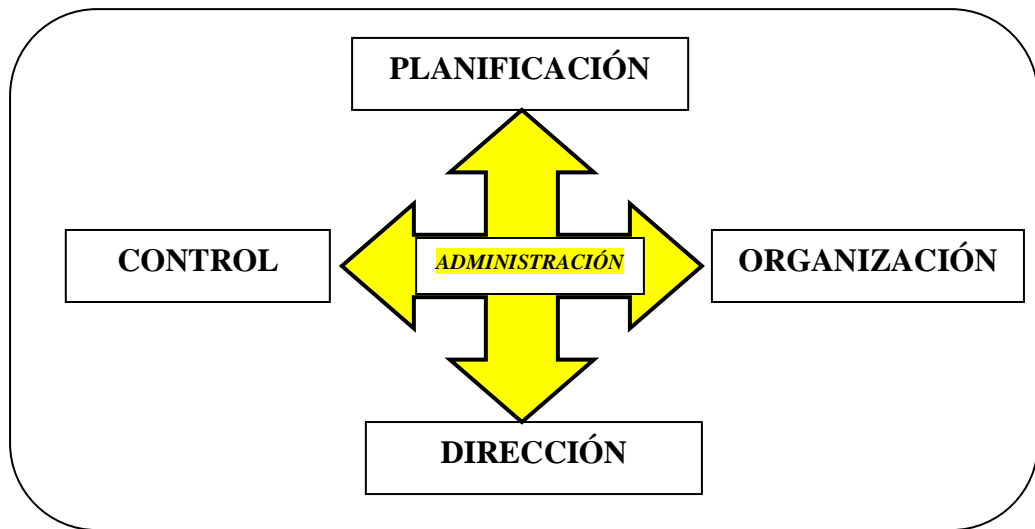 PLANIFICACIÓN
CONTROL
ADMINISTRACIÓN
ORGANIZACIÓN
DIRECCIÓN